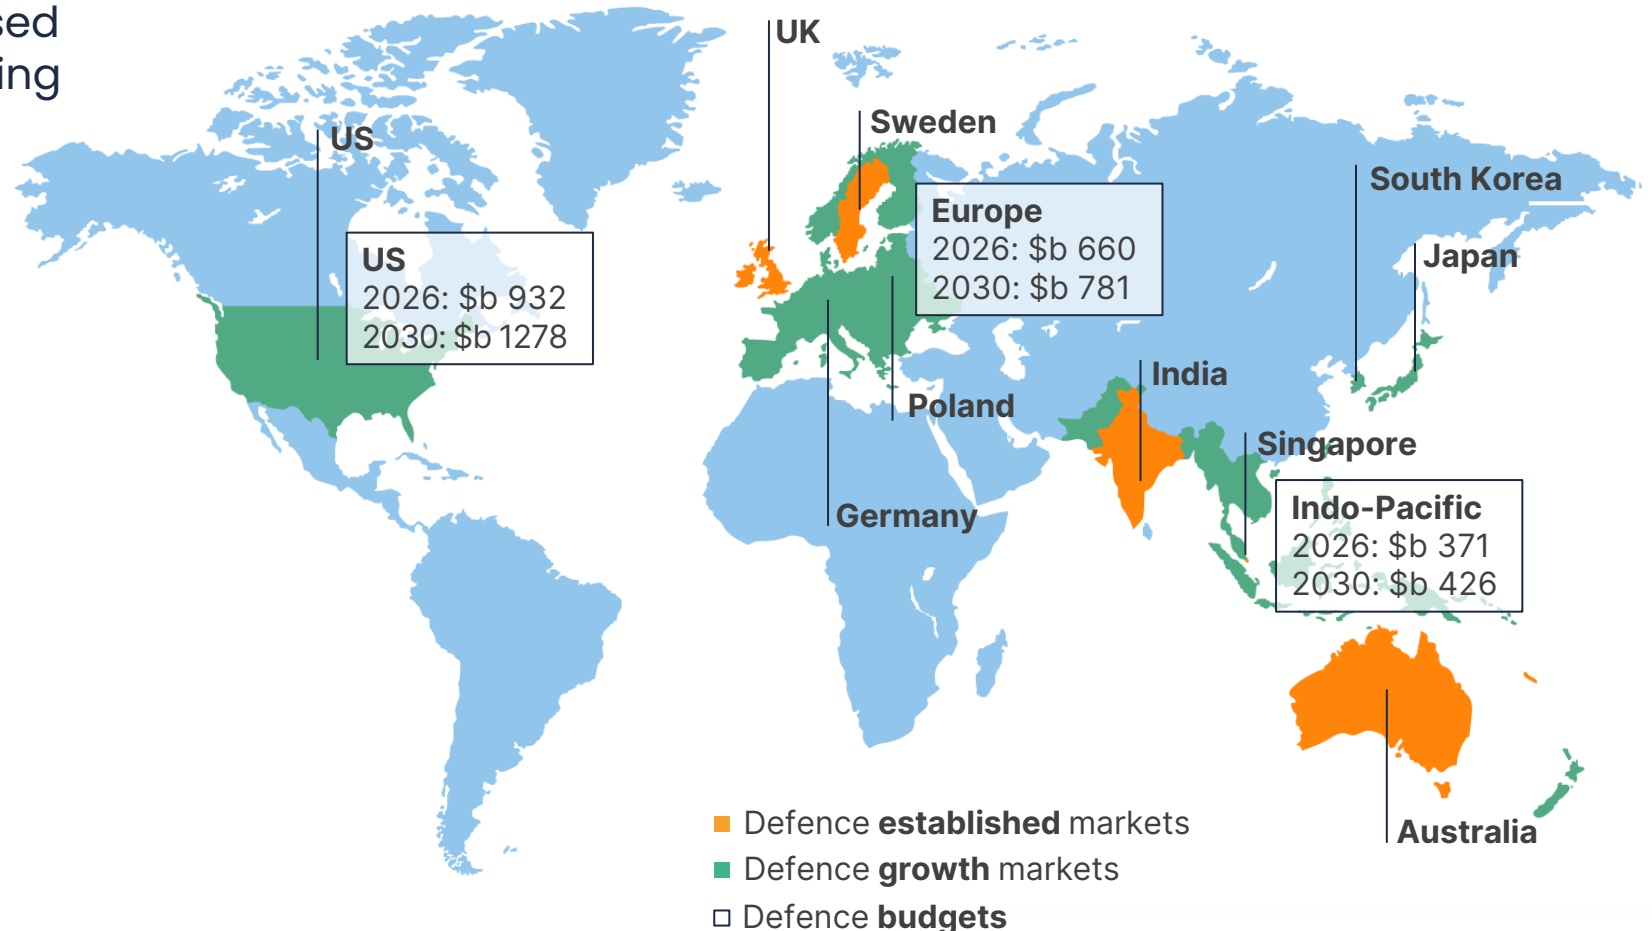 sed
ing
UK
US
Sweden
South Korea
Europe
2026: $b 660
2030: $b 781
US
2026: $b 932
2030: $b 1278
Japan
India
Poland
Singapore
Germany
Indo-Pacific
2026: $b 371
2030: $b 426
Australia
Defence established markets
Defence growth markets
Defence budgets